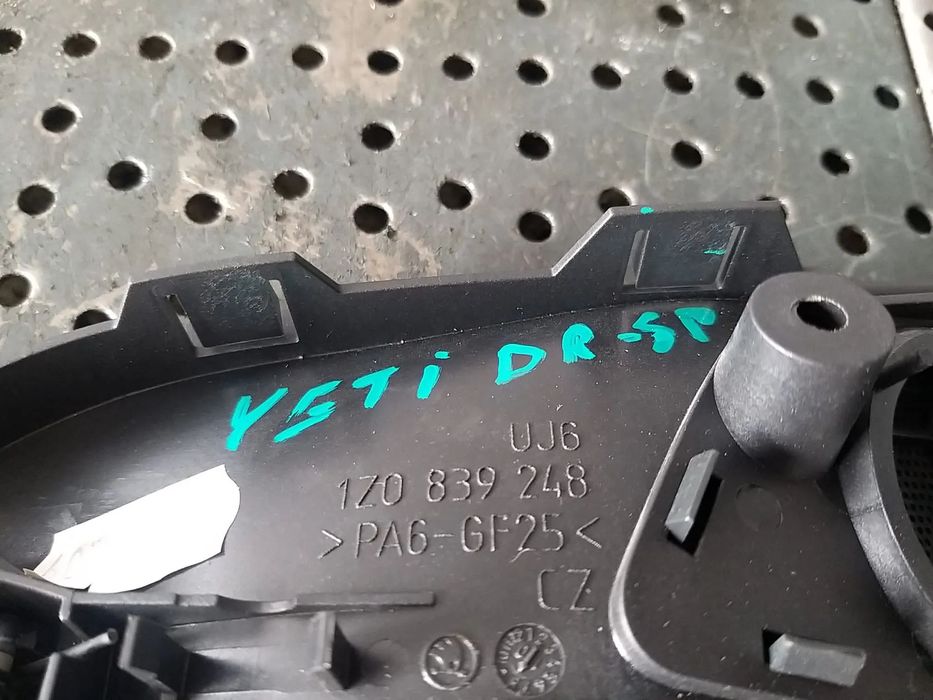 YETi DR-SP
UJ6
1Z0 839 248
>PA6-GF25<
CZ